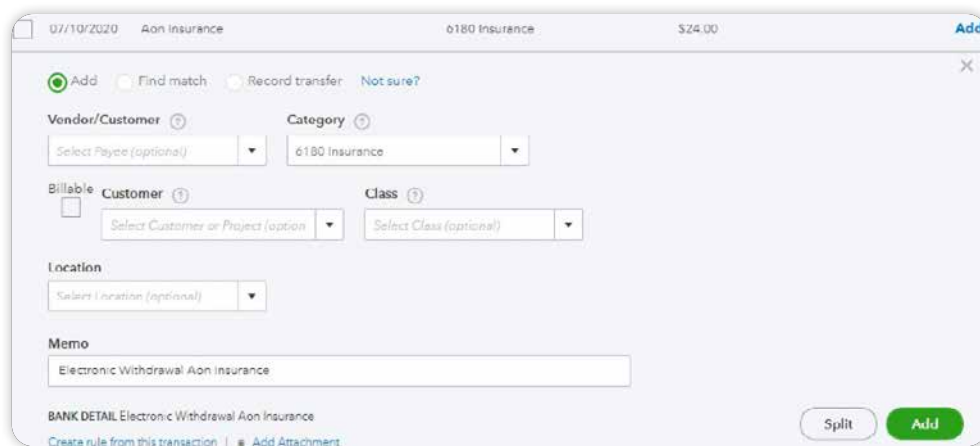 07/10/2020 Aon Insurance 6180 Insurance $24.00 Add
Add Find match Record transfer Not sure?
Vendor/Customer ? Category ?
Select Payee (optional) 6180 Insurance
Billable Customer ? Class ?
Select Customer or Project (option Select Class (optional)
Location
Select Location (optional)
Memo
Electronic Withdrawal Aon Insurance
BANK DETAIL Electronic Withdrawal Aon Insurance
Split Add
Create rule from this transaction | Add Attachment